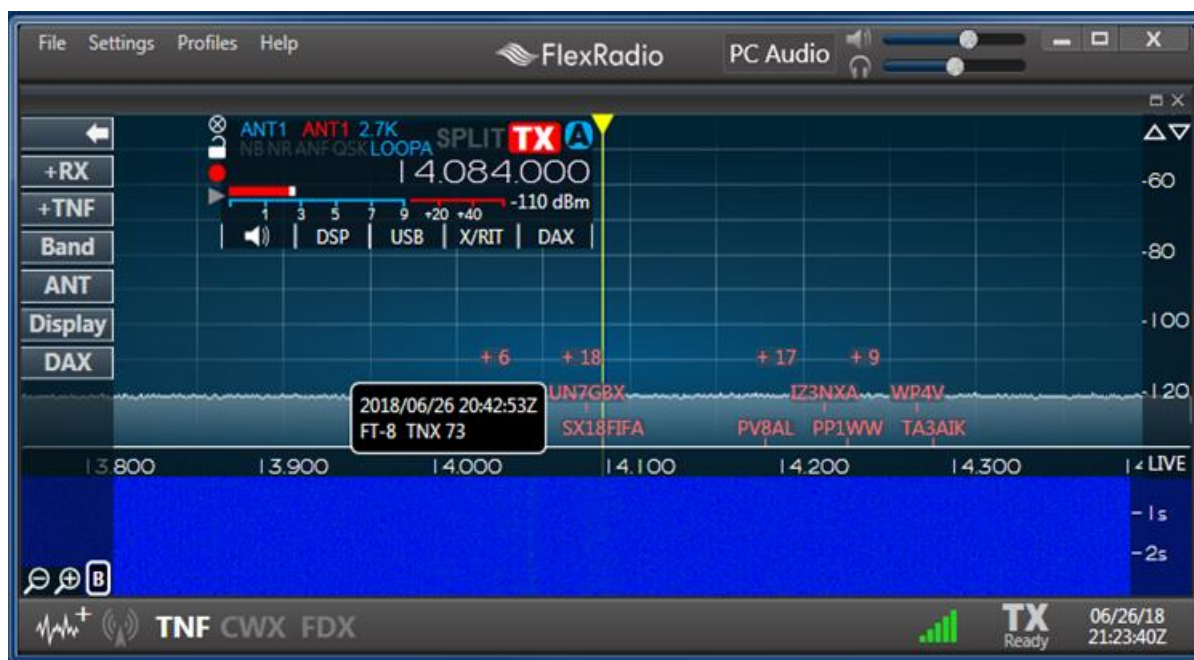 File Settings Profiles Help
FlexRadio
PC Audio
ANT1 ANT1 2.7K SPLIT TX A
NB NR ANF QSK LOOPA
14.084.000
-110 dBm
1 3 5 7 9 +20 +40
DSP USB X/RIT DAX
+RX
+TNF
Band
ANT
Display
DAX
-60
-80
-100
-120
+ 6 + 18 + 17 + 9
UN7GBX IZ3NXA WP4V
SX18FIFA PV8AL PP1WW TA3AIK
2018/06/26 20:42:53Z
FT-8 TNX 73
13.800 13.900 14.000 14.100 14.200 14.300 LIVE
-1s
-2s
B
TNF CWX FDX
TX
Ready
06/26/18
21:23:40Z